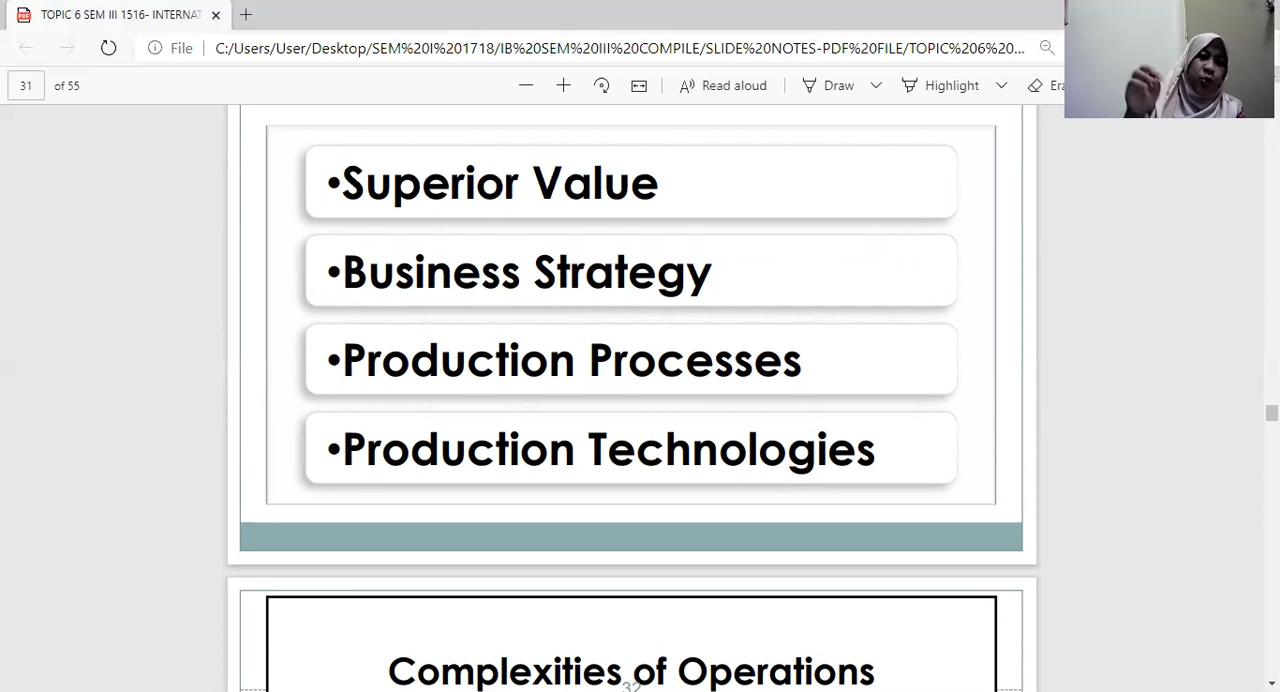 TOPIC 6 SEM III 1516- INTERNAT
File
C:/Users/User/Desktop/SEM%20I%201718/IB%20SEM%20III%20COMPILE/SLIDE%20NOTES-PDF%20FILE/TOPIC%206%20...
31 of 55
Read aloud
Draw
Highlight
Era
•Superior Value
•Business Strategy
•Production Processes
•Production Technologies
Complexities of Operations
32